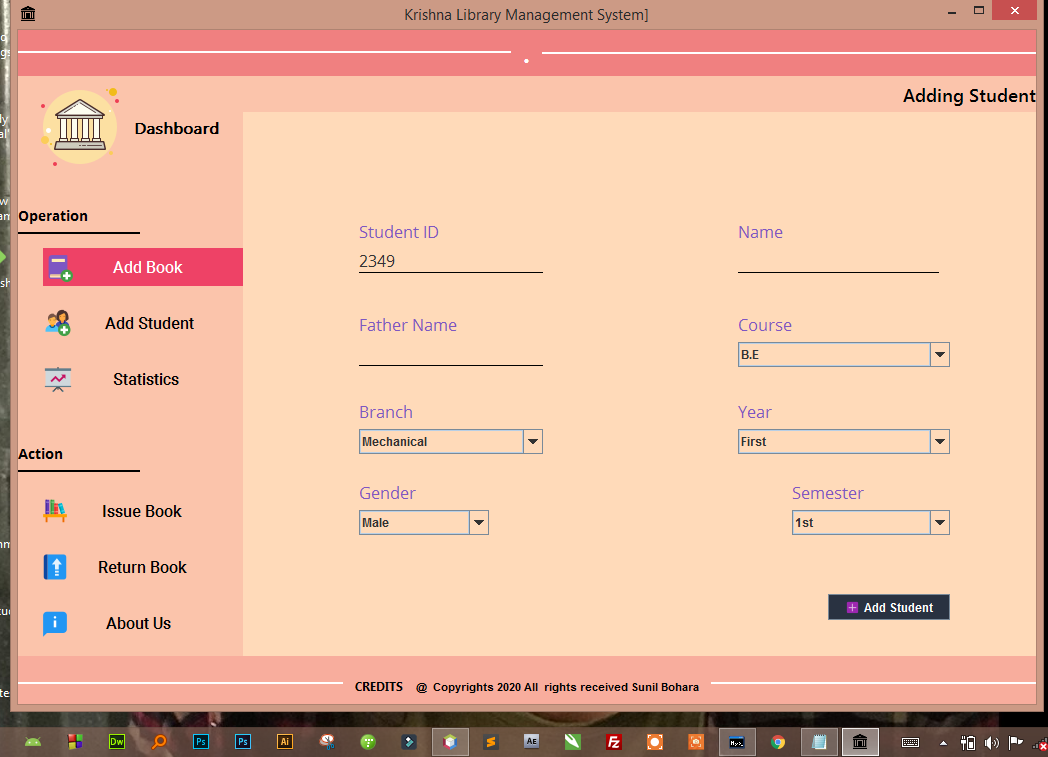 Krishna Library Management System]
Adding Student
Dashboard
Operation
Add Book
Add Student
Statistics
Action
Issue Book
Return Book
About Us
Student ID
Name
2349
Father Name
Course
B.E
Branch
Year
Mechanical
First
Gender
Semester
Male
1st
Add Student
CREDITS @ Copyrights 2020 All rights received Sunil Bohara
Dw
Ps
Ps
Ai
AE
Fz